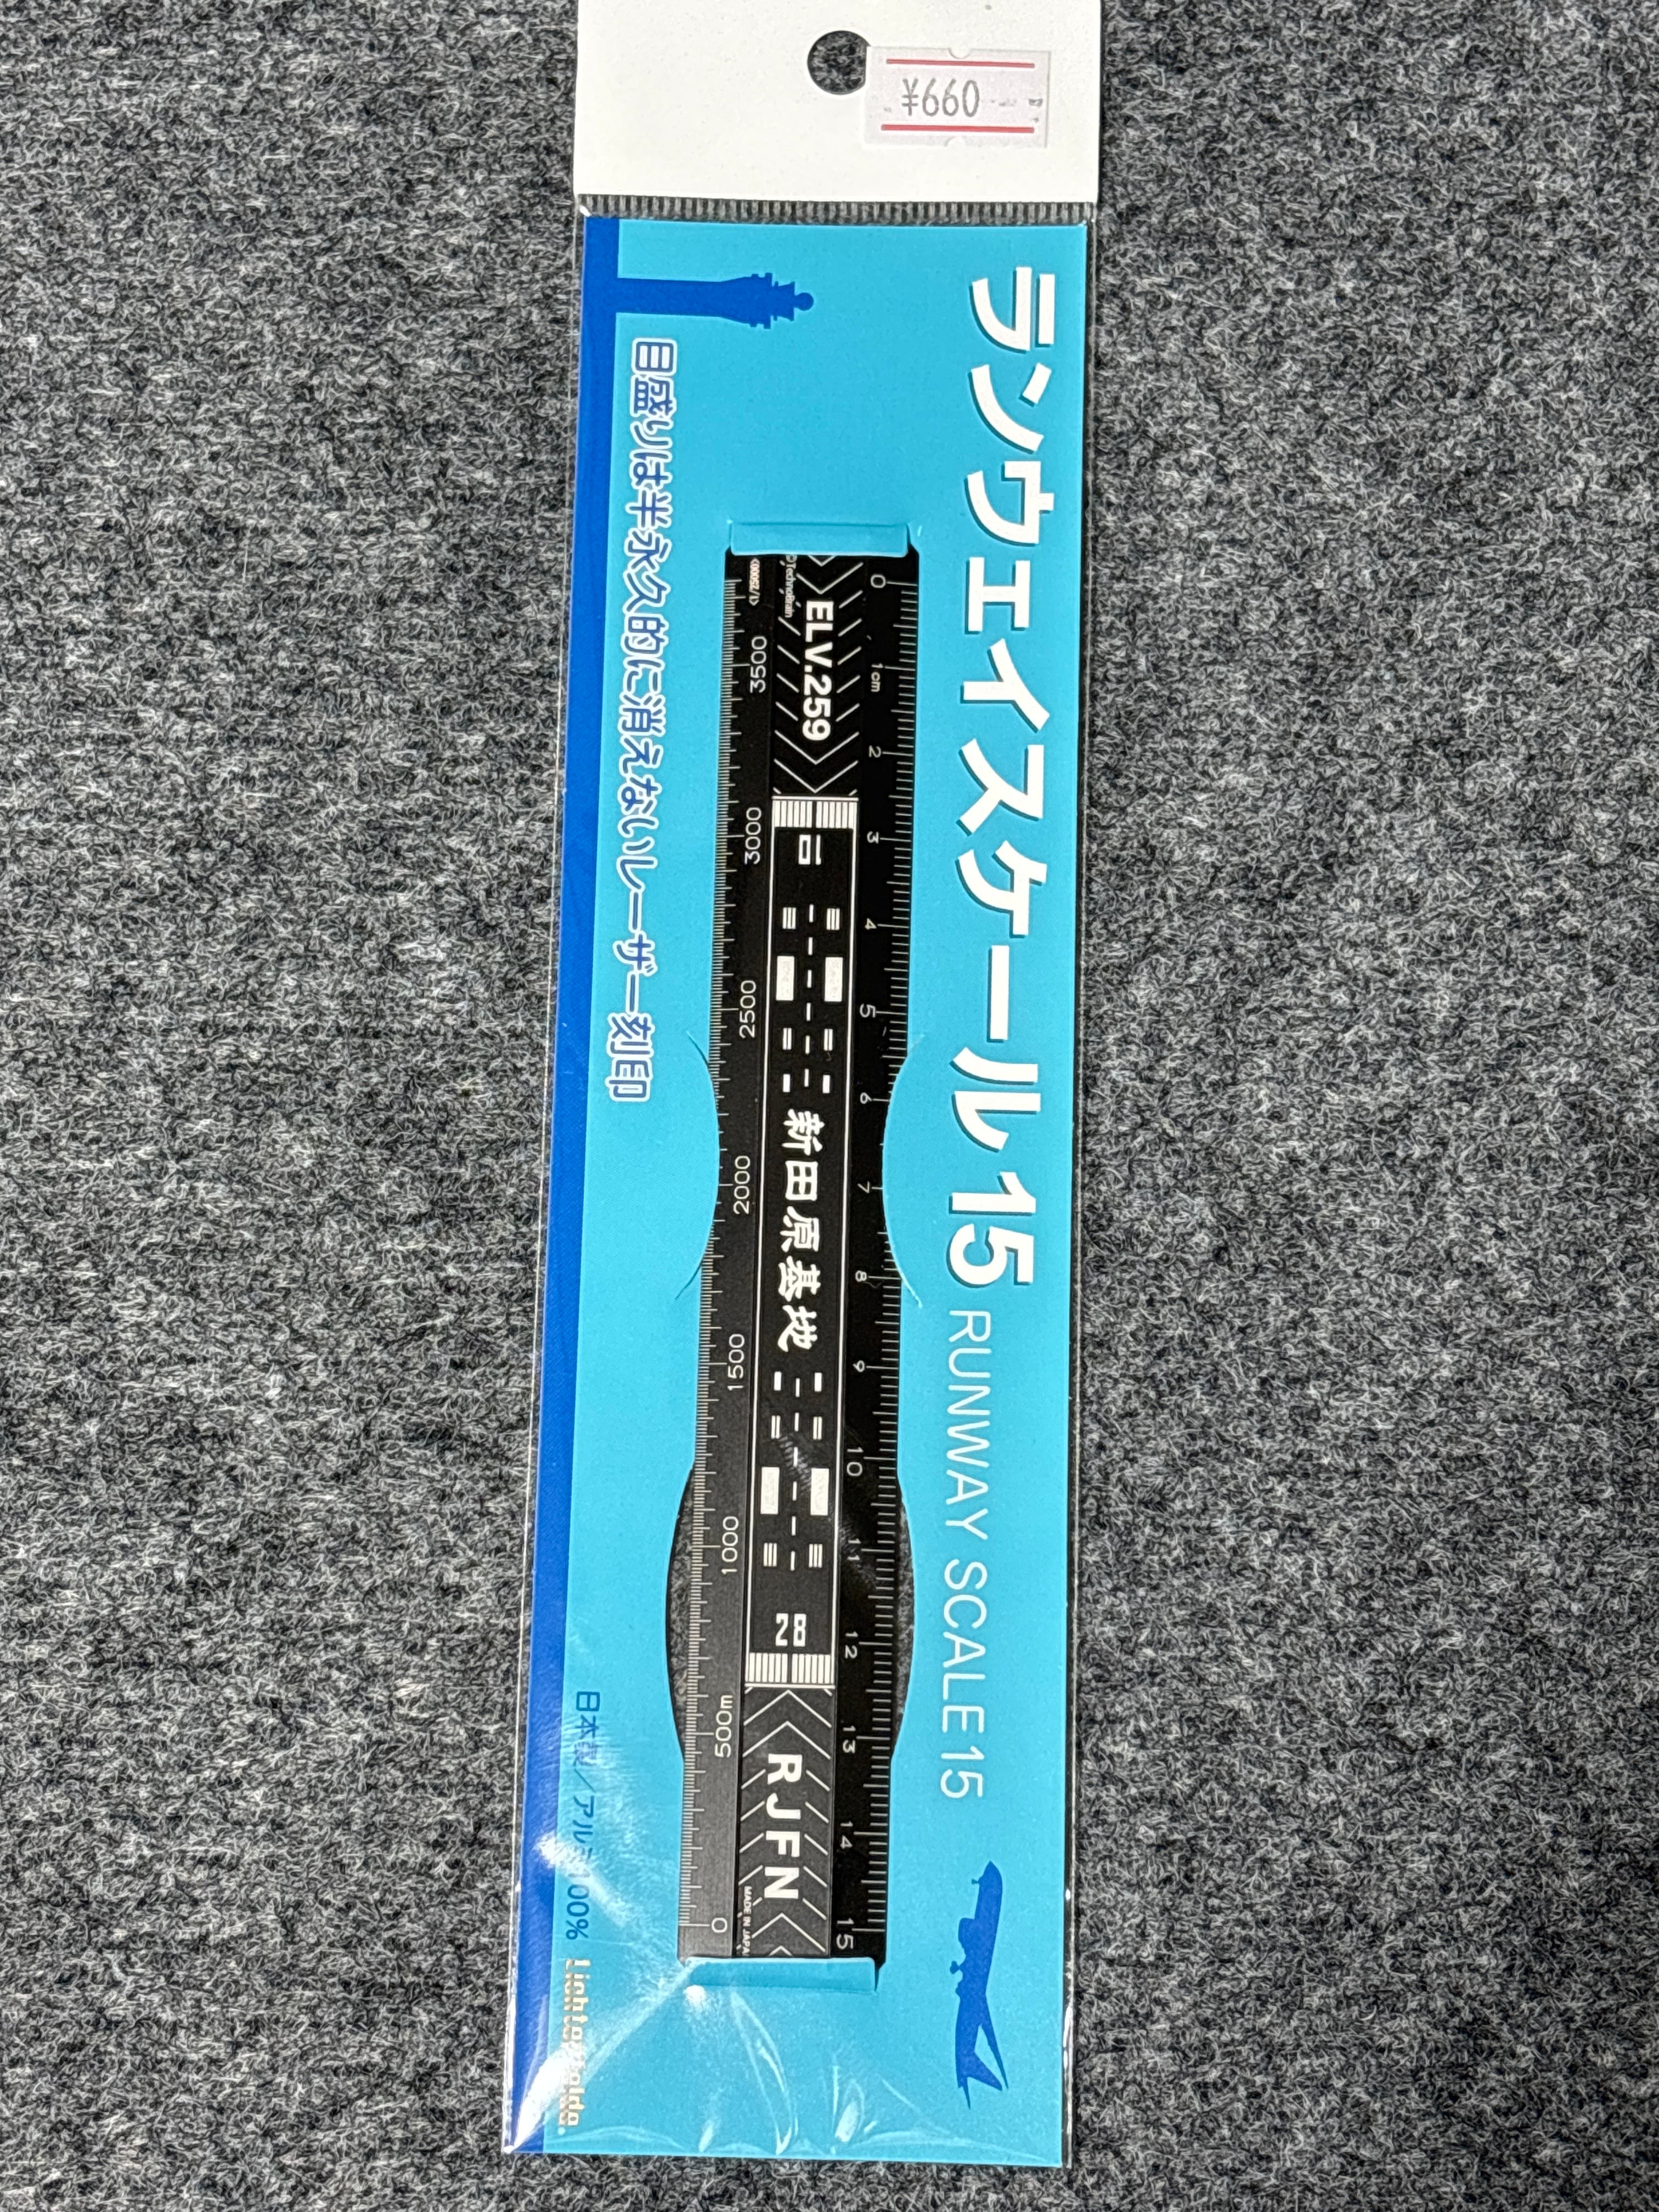 ¥660
ランウェイスケール15 RUNWAY SCALE 15
0 1cm 2 3 4 5 6 7 8 9 10 11 12 13 14 15
ELV.259
10
新田原基地
28
RJFN
©TechnoBrain
MADE IN JAPAN
3500 3000 2500 2000 1500 1000 500m 0
目盛りは半永久的に消えないレーザー刻印
日本製／アルミ100%